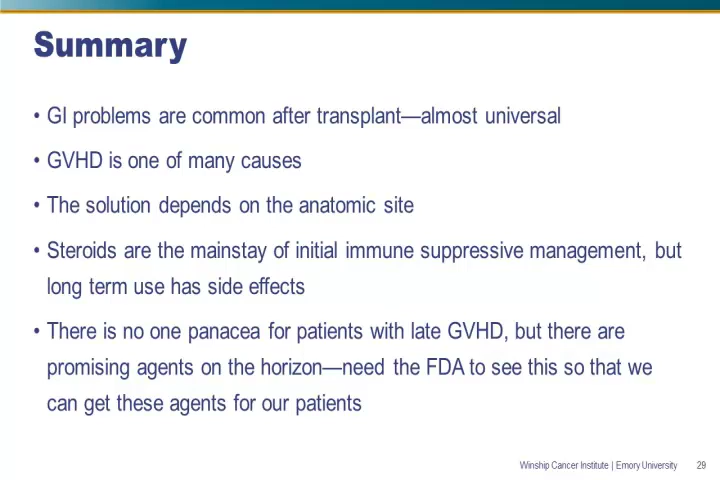 Summary
• GI problems are common after transplant—almost universal
• GVHD is one of many causes
• The solution depends on the anatomic site
• Steroids are the mainstay of initial immune suppressive management, but
long term use has side effects
• There is no one panacea for patients with late GVHD, but there are
promising agents on the horizon—need the FDA to see this so that we
can get these agents for our patients
Winship Cancer Institute | Emory University 29